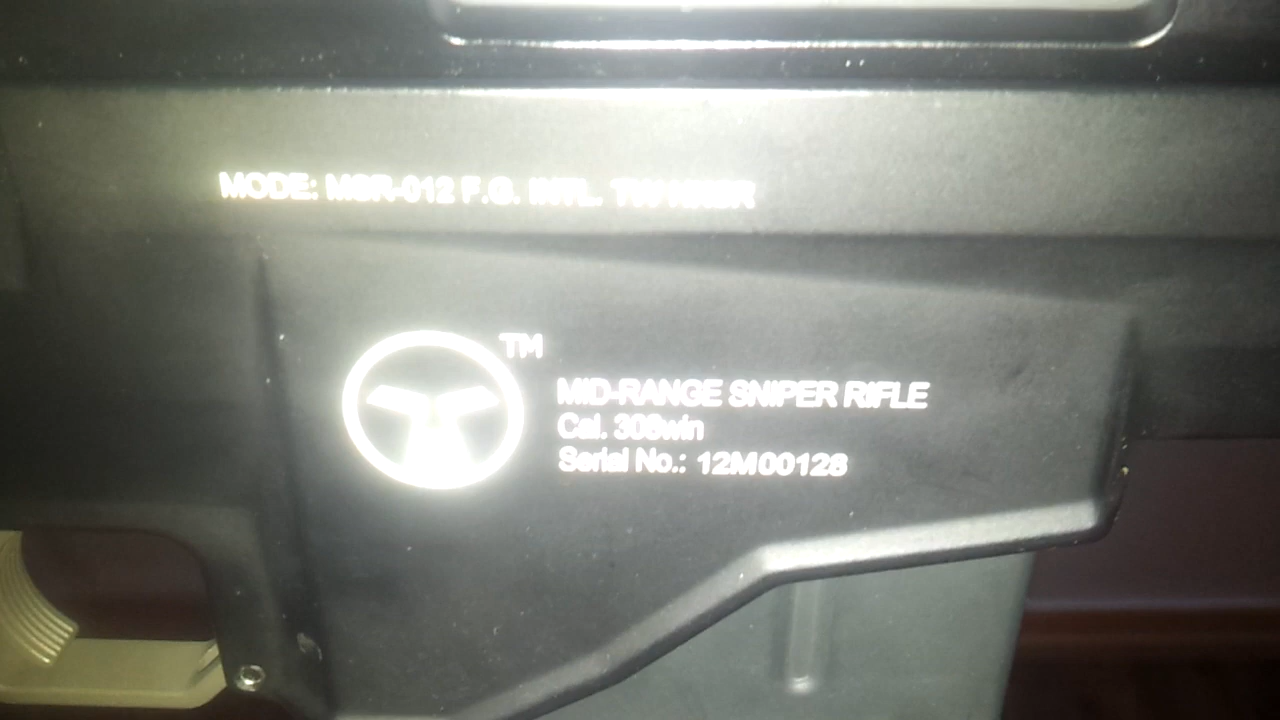 MODE: MSR-012 F.G. INTL.
TM
MID-RANGE SNIPER RIFLE
Cal. 308win
Serial No.: 12M00128